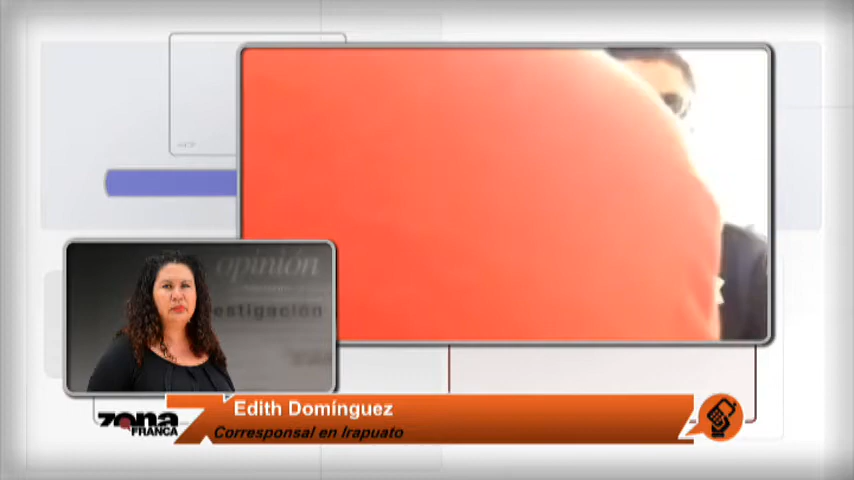 opinión
estigación
Edith Domínguez
zona
FRANCA
Corresponsal en Irapuato